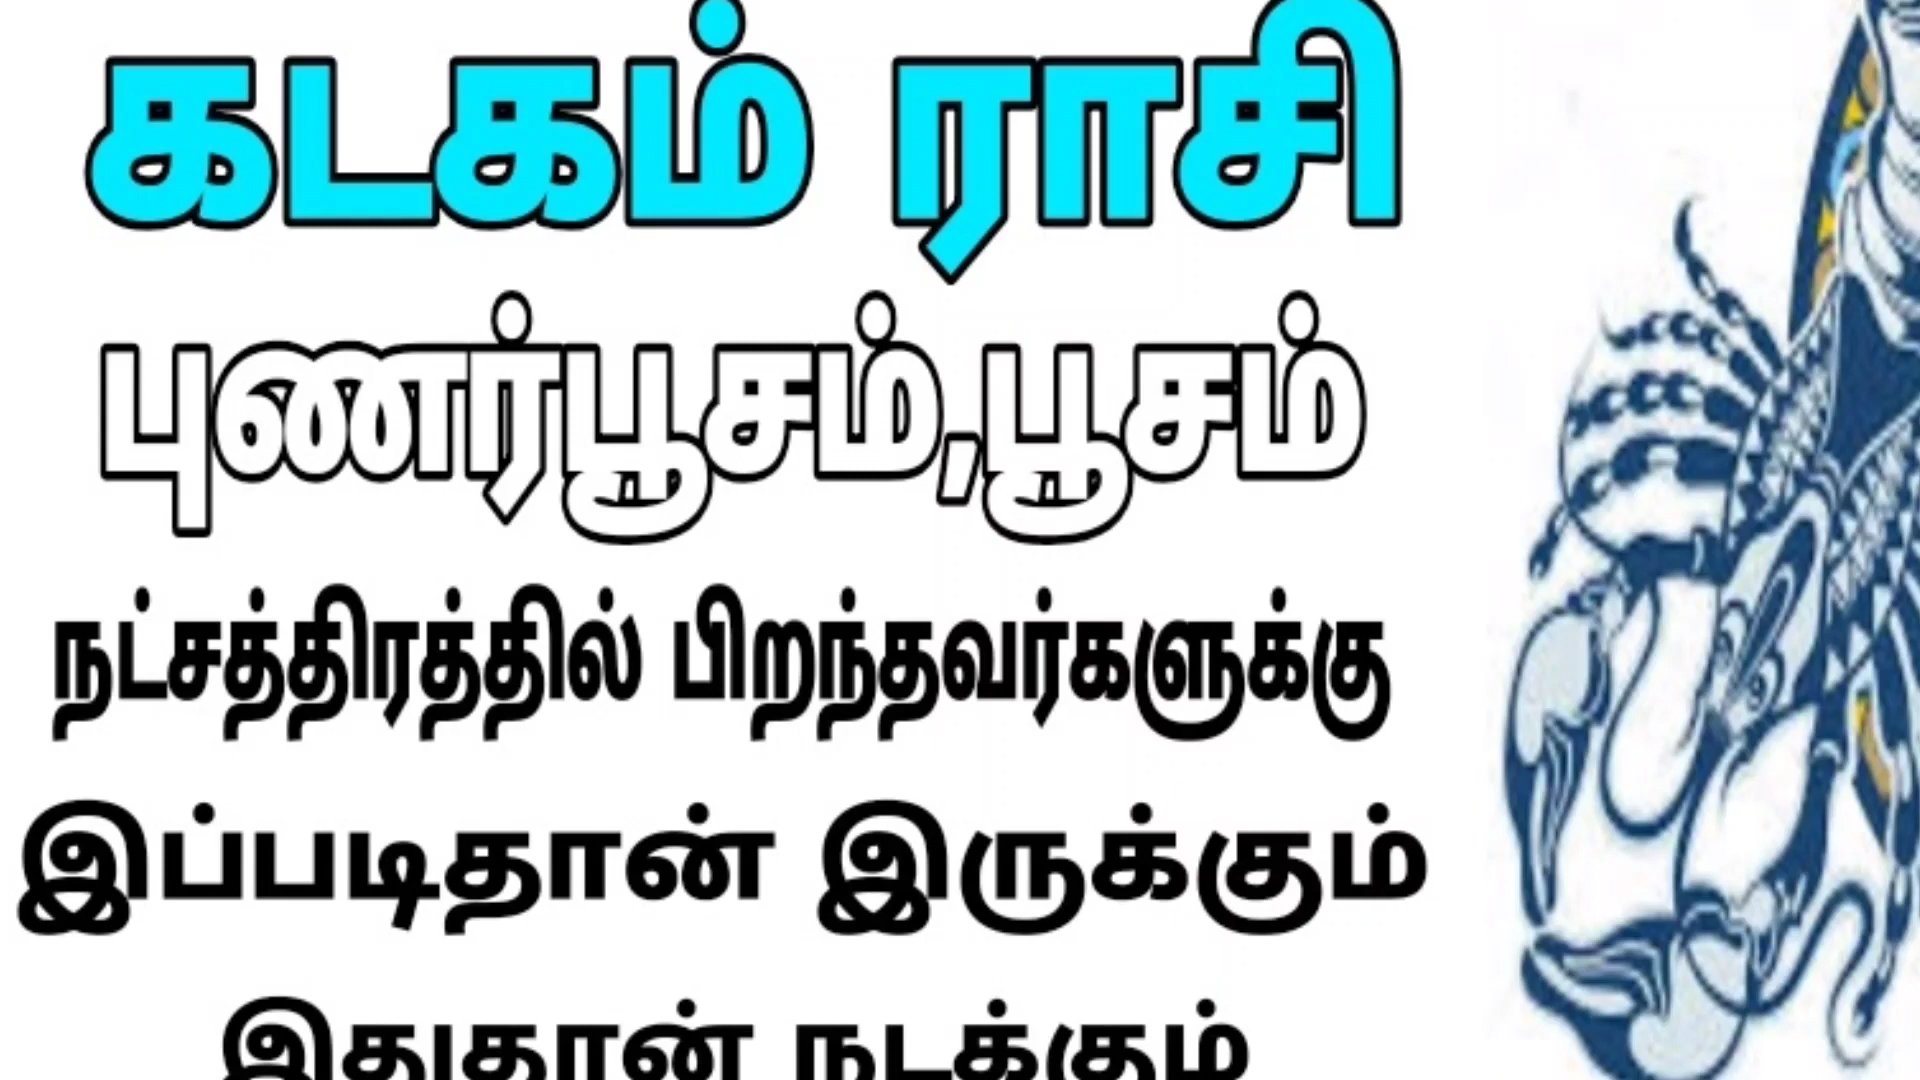 கடகம் ராசி
புணர்பூசம்,பூசம்
நட்சத்திரத்தில் பிறந்தவர்களுக்கு
இப்படிதான் இருக்கும்
இதுதான் நடக்கும்